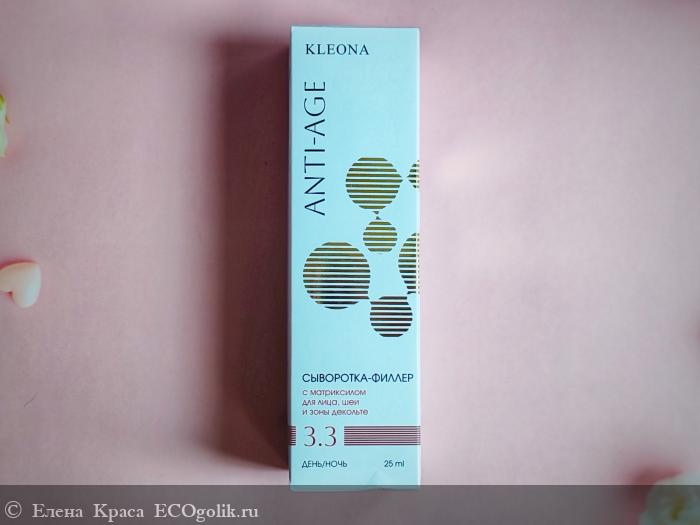 KLEONA
ANTI-AGE
СЫВОРОТКА-ФИЛЛЕР
с матриксилом
для лица, шеи
и зоны декольте
3.3
ДЕНЬ/НОЧЬ 25 ml
© Елена Краса ECOgolik.ru